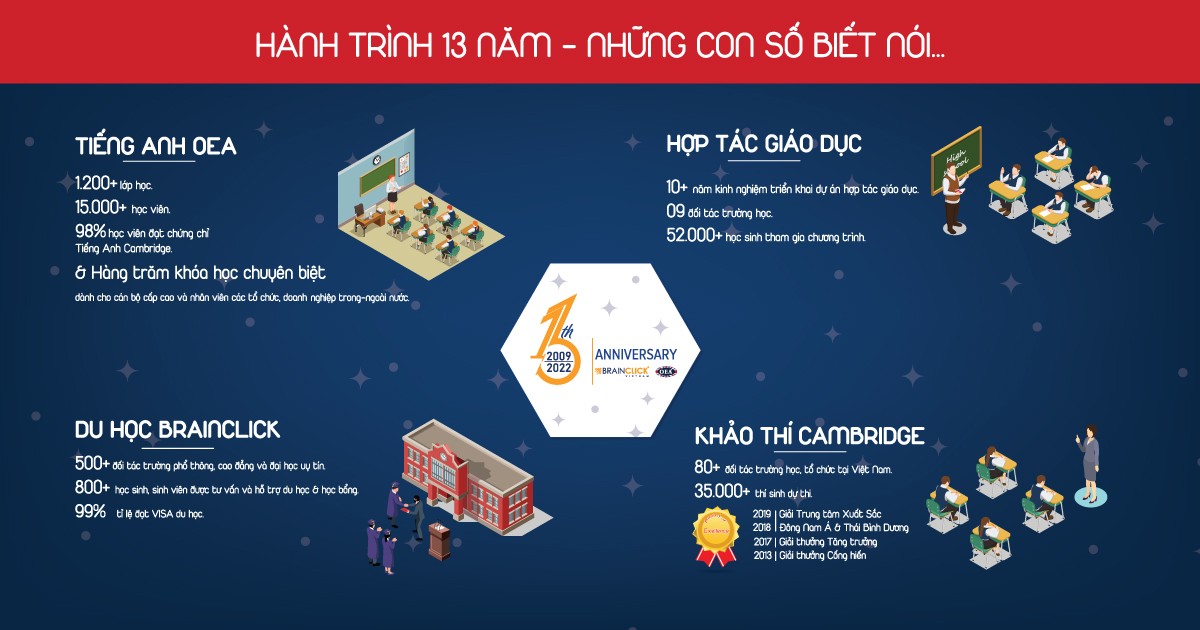 HÀNH TRÌNH 13 NĂM - NHỮNG CON SỐ BIẾT NÓI...
TIẾNG ANH OEA
1.200+ lớp học.
15.000+ học viên.
98% học viên đạt chứng chỉ
Tiếng Anh Cambridge.
& Hàng trăm khóa học chuyên biệt
dành cho cán bộ cấp cao và nhân viên các tổ chức, doanh nghiệp trong-ngoài nước.
HỢP TÁC GIÁO DỤC
10+ năm kinh nghiệm triển khai dự án hợp tác giáo dục.
09 đối tác trường học.
52.000+ học sinh tham gia chương trình.
High
school
13th
2009
2022
ANNIVERSARY
BRAINCLICK
VIETNAM
OEA
DU HỌC BRAINCLICK
500+ đối tác trường phổ thông, cao đẳng và đại học uy tín.
800+ học sinh, sinh viên được tư vấn và hỗ trợ du học & học bổng.
99% tỉ lệ đạt VISA du học.
KHẢO THÍ CAMBRIDGE
80+ đối tác trường học, tổ chức tại Việt Nam.
35.000+ thí sinh dự thi.
Excellence
2019 | Giải Trung tâm Xuất Sắc
2018 | Đông Nam Á & Thái Bình Dương
2017 | Giải thưởng Tăng trưởng
2013 | Giải thưởng Cống hiến